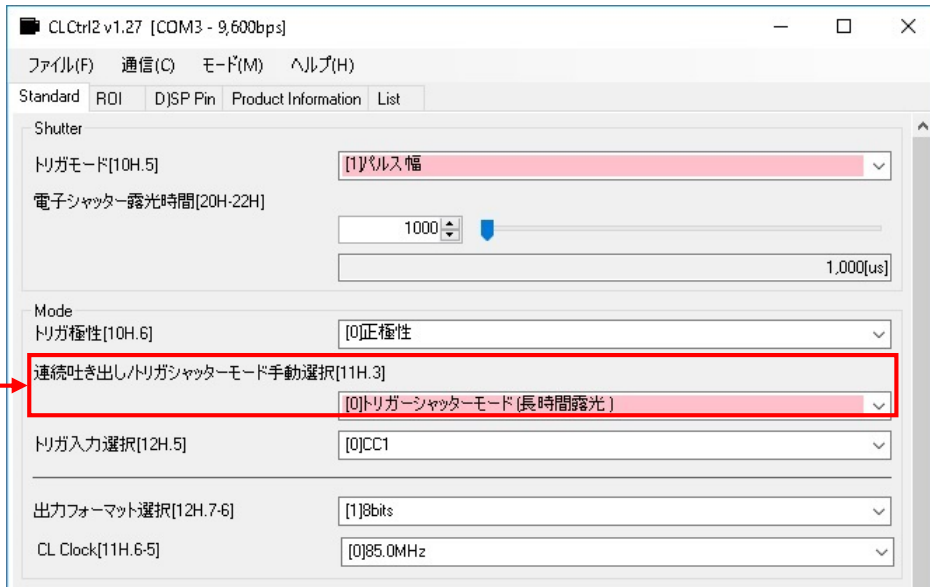 CLCtrl2 v1.27 [COM3 - 9,600bps]
ファイル(F) 通信(C) モード(M) ヘルプ(H)
Standard ROI D)SP Pin Product Information List
Shutter
トリガモード[10H.5] [1]パルス幅
電子シャッター露光時間[20H-22H]
1000
1,000[us]
Mode
トリガ極性[10H.6] [0]正極性
連続吐き出し/トリガシャッターモード手動選択[11H.3]
[0]トリガーシャッターモード(長時間露光)
トリガ入力選択[12H.5] [0]CC1
出力フォーマット選択[12H.7-6] [1]8bits
CL Clock[11H.6-5] [0]85.0MHz